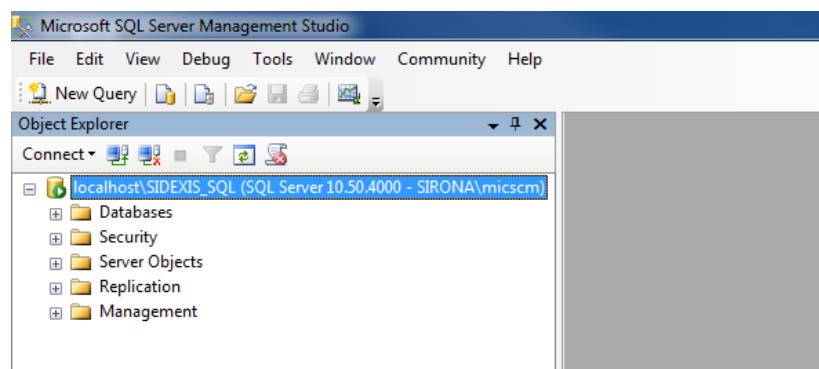 Microsoft SQL Server Management Studio
File Edit View Debug Tools Window Community Help
New Query
Object Explorer
Connect
localhost\SIDEXIS_SQL (SQL Server 10.50.4000 - SIRONA\micscm)
Databases
Security
Server Objects
Replication
Management